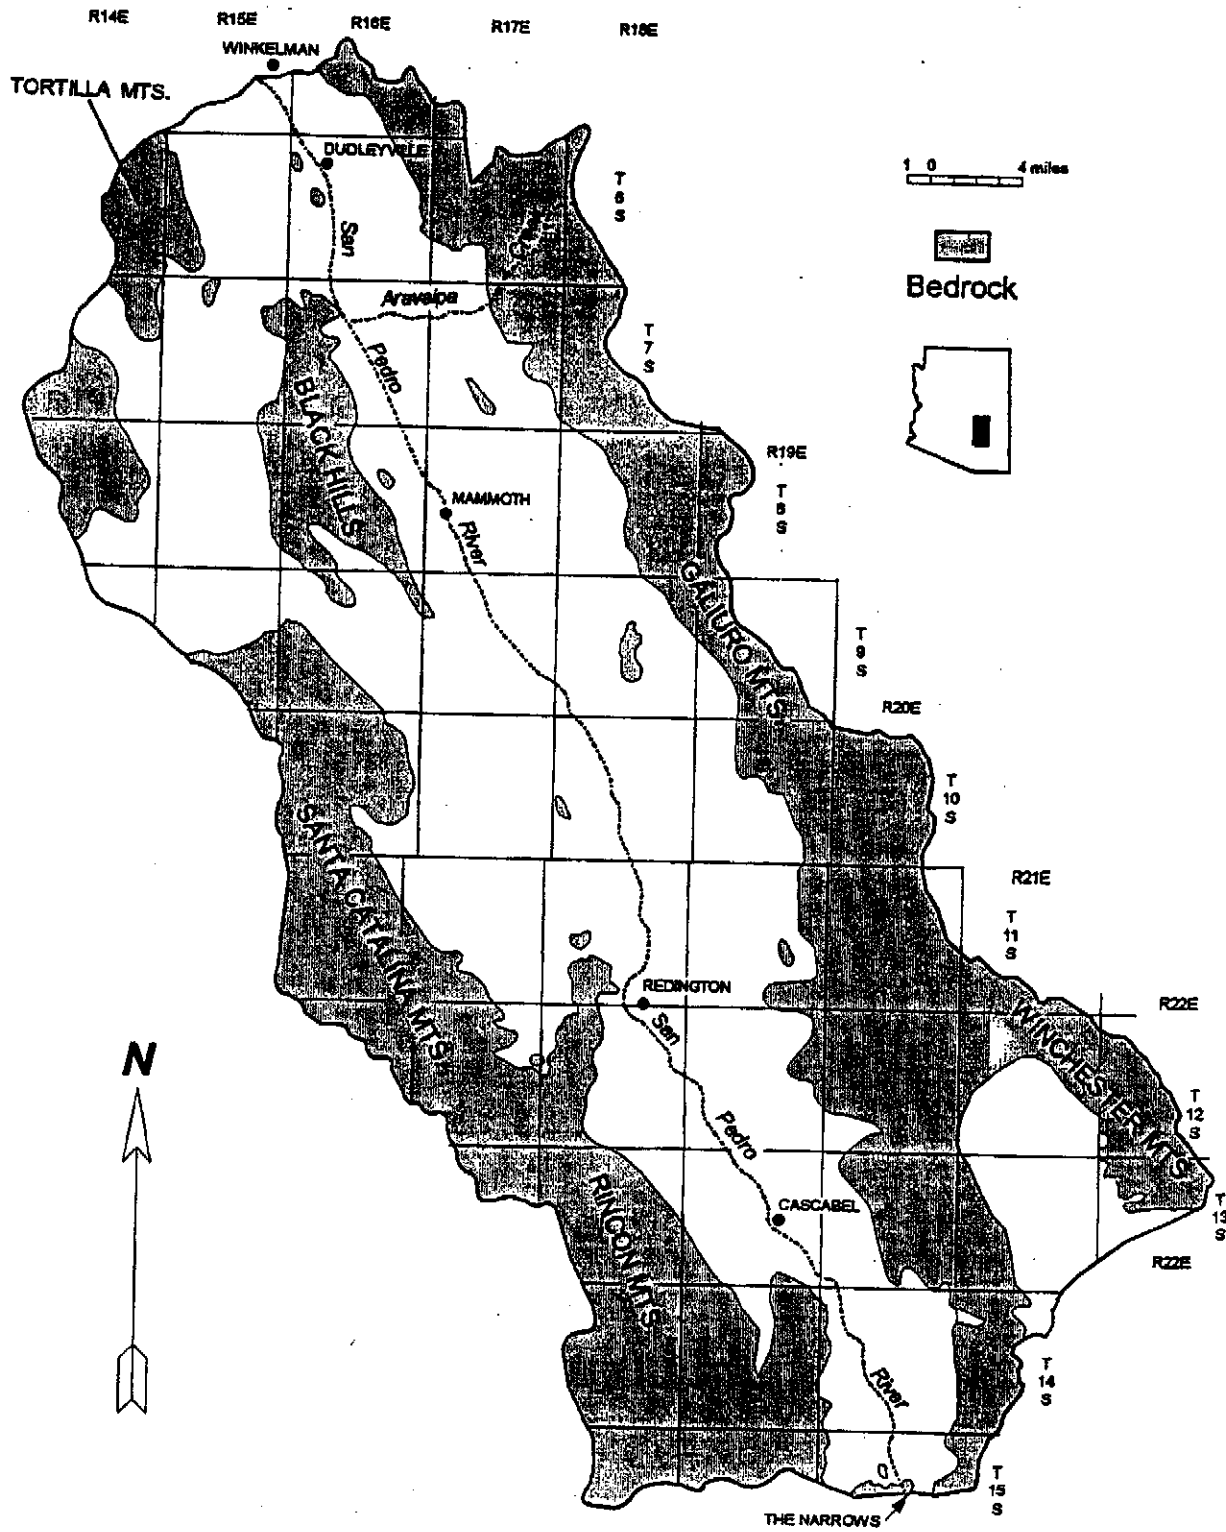 R14E
R15E
R16E
R17E
R18E
WINKELMAN
TORTILLA MTS.
DUDLEYVILLE
1 0 4 miles
T
6
S
San
Creek
Bedrock
Aravaipa
T
7
S
Pedro
BLACK HILLS
R19E
T
8
S
MAMMOTH
River
GALIURO MTS.
T
9
S
R20E
T
10
S
SANTA CATALINA MTS.
R21E
T
11
S
REDINGTON
San
R22E
WINCHESTER MTS.
N
T
12
S
Pedro
RINCON MTS.
CASCABEL
T
13
S
R22E
River
T
14
S
T
15
S
THE NARROWS